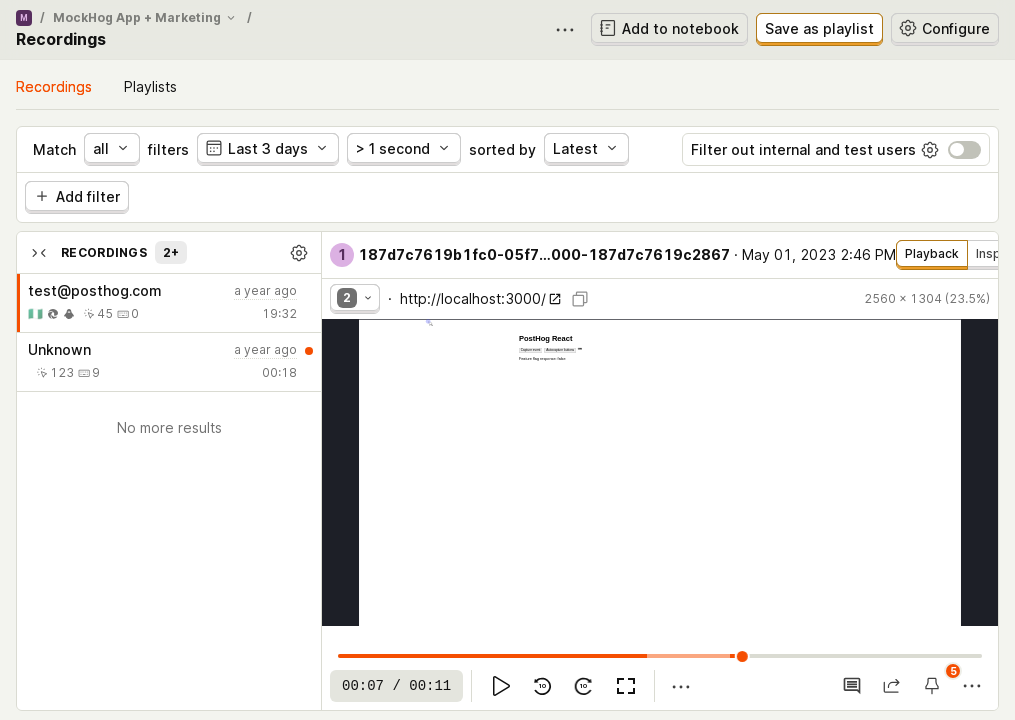 M / MockHog App + Marketing /
Recordings
Add to notebook
Save as playlist
Configure
Recordings
Playlists
Match all filters Last 3 days > 1 second sorted by Latest
Filter out internal and test users
Add filter
RECORDINGS 2+
test@posthog.com a year ago
45 0 19:32
Unknown a year ago
123 9 00:18
No more results
1 187d7c7619b1fc0-05f7...000-187d7c7619c2867 · May 01, 2023 2:46 PM
Playback Insp
2 · http://localhost:3000/
2560 × 1304 (23.5%)
PostHog React
Feature flag response: false
00:07 / 00:11
10
10
5